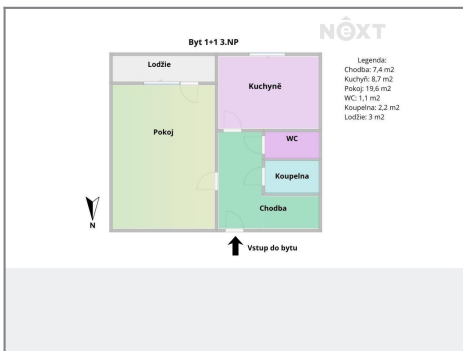 NEXT
Byt 1+1 3.NP
Legenda:
Chodba: 7,4 m2
Kuchyň: 8,7 m2
Pokoj: 19,6 m2
WC: 1,1 m2
Koupelna: 2,2 m2
Lodžie: 3 m2
Lodžie
Kuchyně
Pokoj
WC
Koupelna
Chodba
N
Vstup do bytu